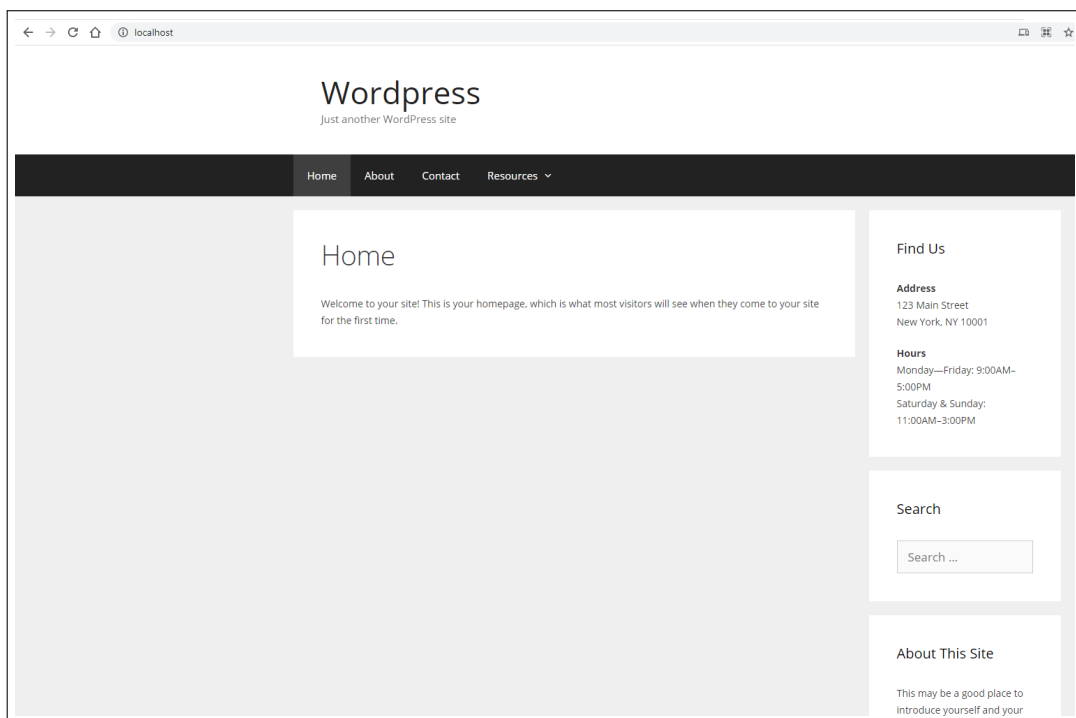 localhost
Wordpress
Just another WordPress site
Home About Contact Resources
Home
Welcome to your site! This is your homepage, which is what most visitors will see when they come to your site
for the first time.
Find Us
Address
123 Main Street
New York, NY 10001
Hours
Monday—Friday: 9:00AM–
5:00PM
Saturday & Sunday:
11:00AM–3:00PM
Search
Search ...
About This Site
This may be a good place to
introduce yourself and your